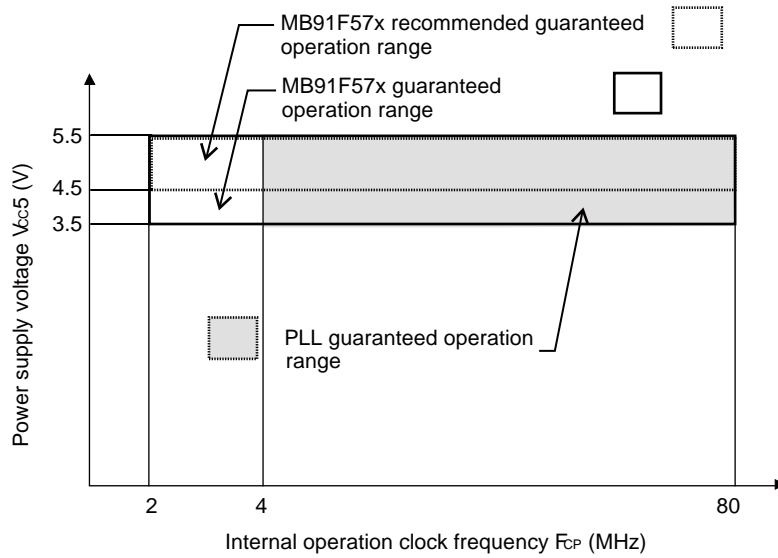 MB91F57x recommended guaranteed
operation range
MB91F57x guaranteed
operation range
5.5
4.5
3.5
Power supply voltage Vcc5 (V)
PLL guaranteed operation
range
2
4
80
Internal operation clock frequency FCP (MHz)